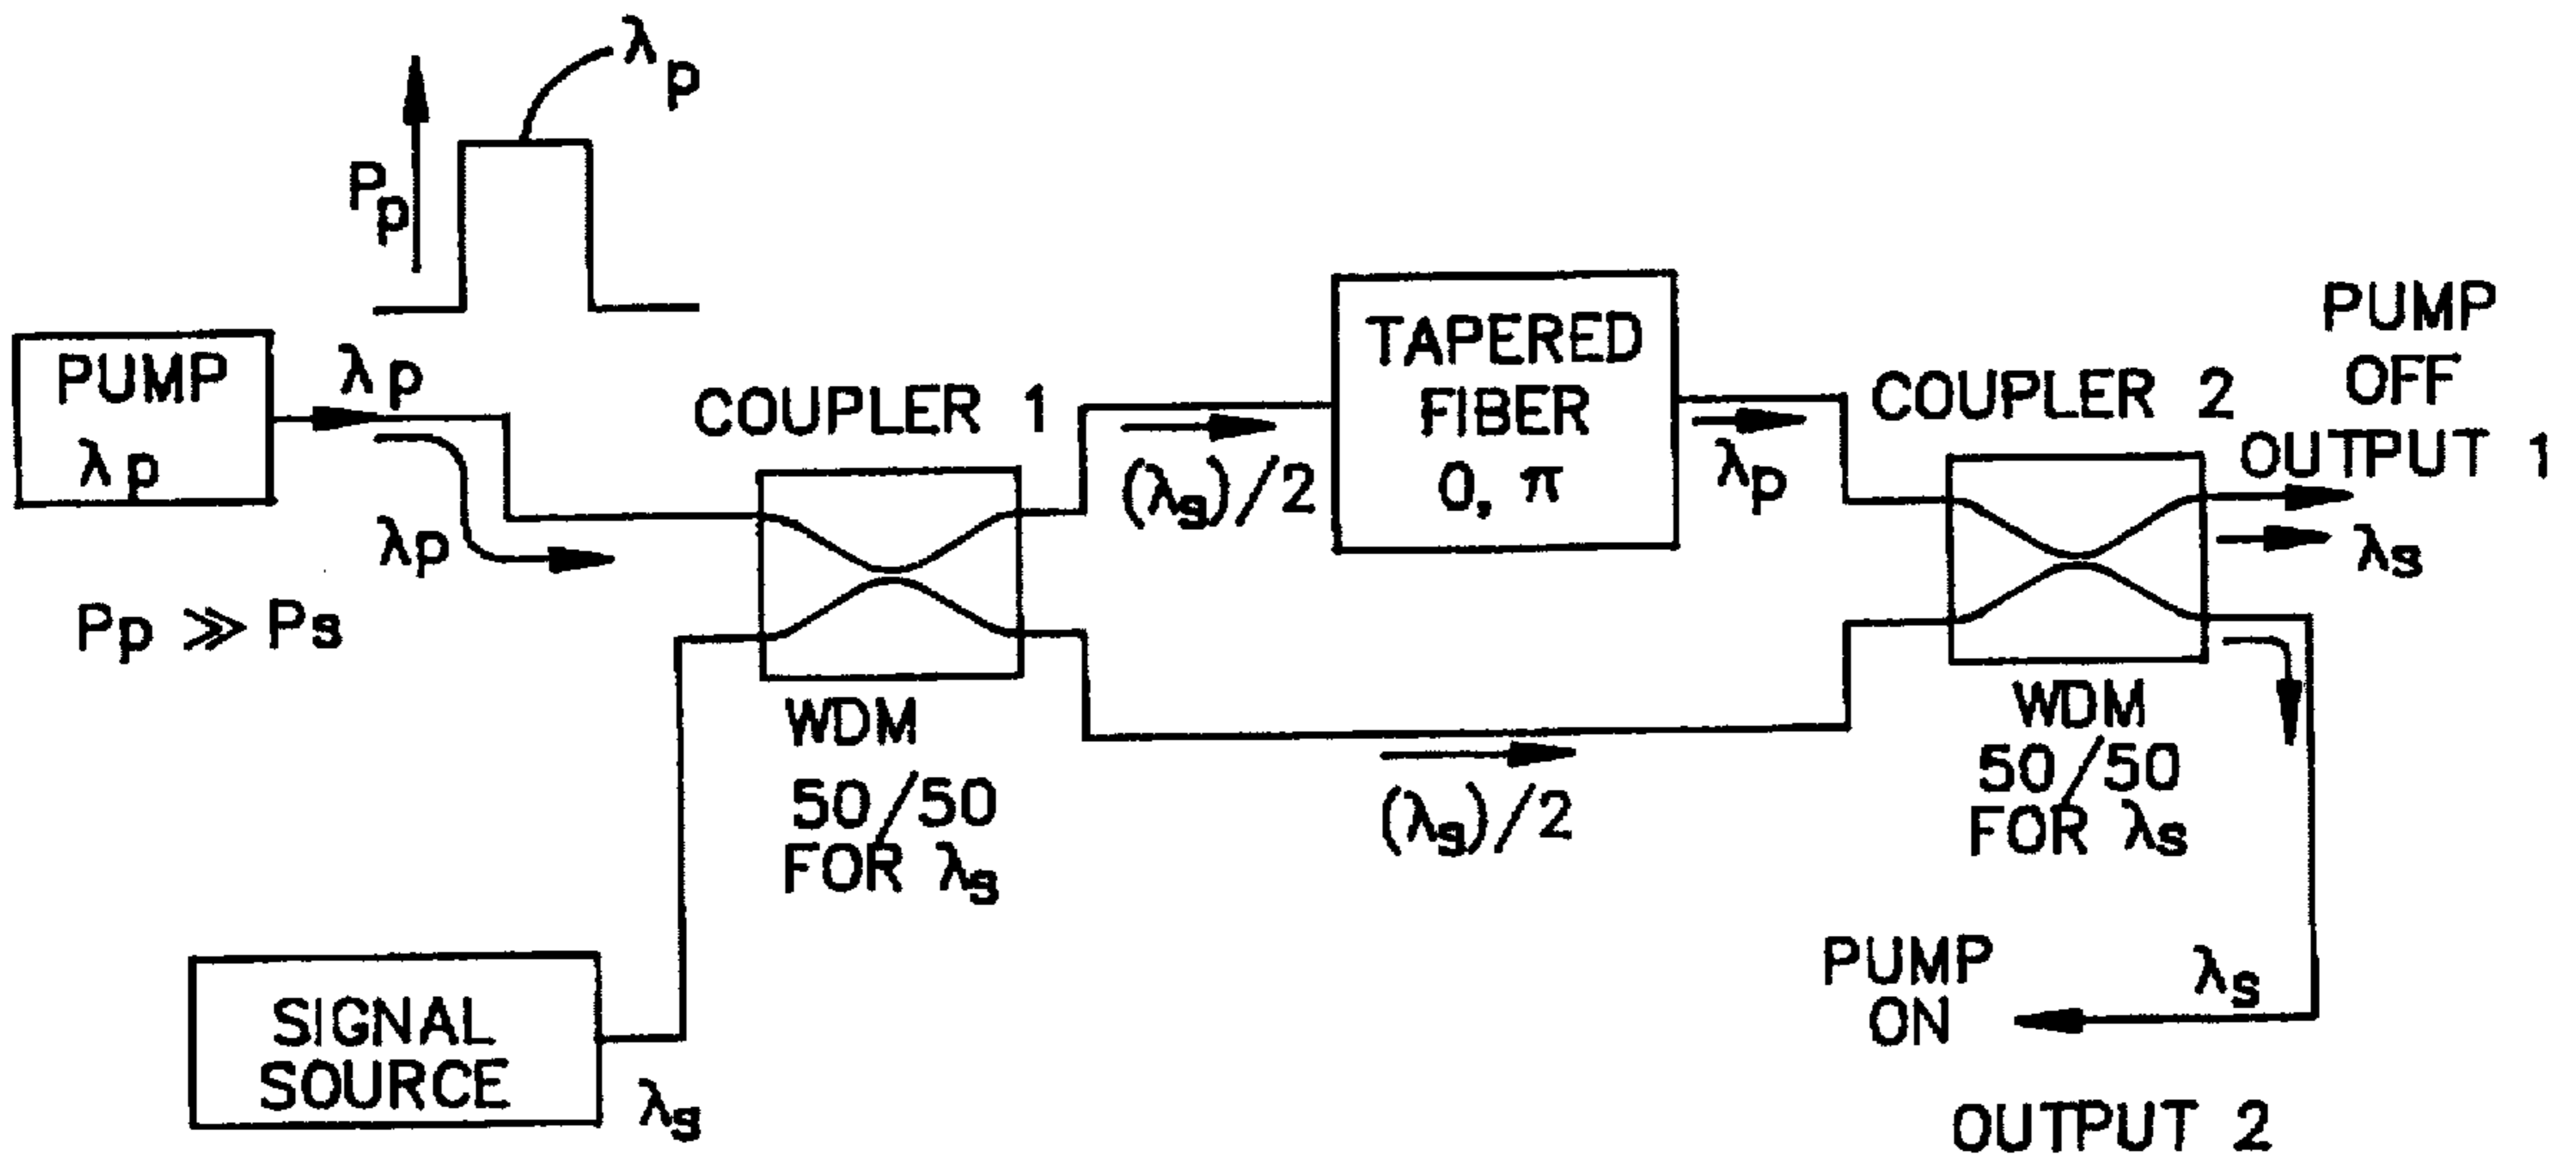 λp
Pp
PUMP
λp
λp
λp
Pp ≫ Ps
COUPLER 1
WDM
50/50
FOR λs
SIGNAL
SOURCE
λs
(λs)/2
TAPERED
FIBER
0, π
λp
(λs)/2
COUPLER 2
WDM
50/50
FOR λs
PUMP
OFF
OUTPUT 1
λs
PUMP
ON
λs
OUTPUT 2